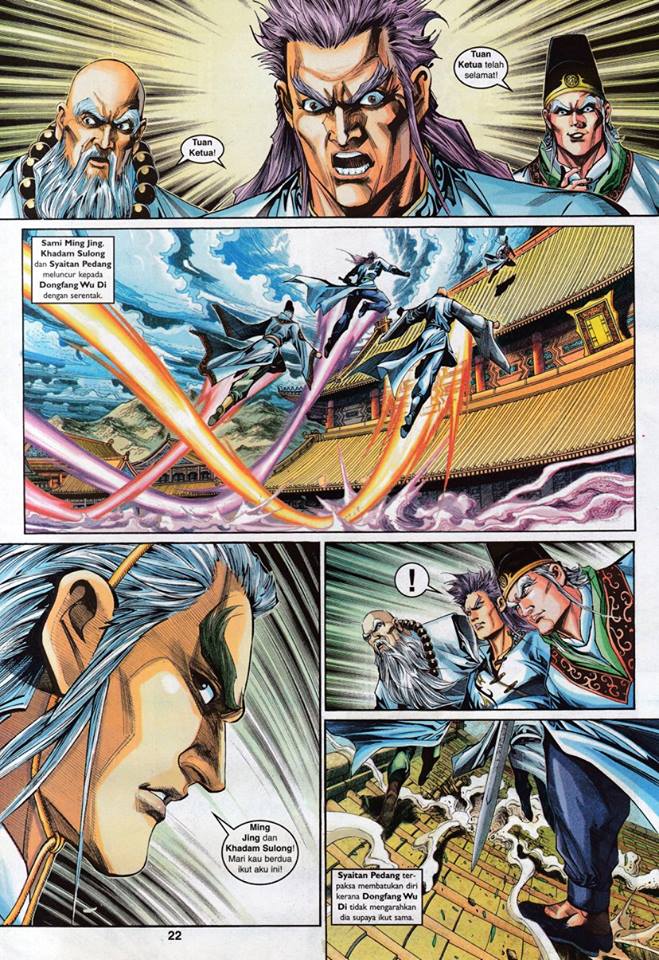 Tuan
Ketua telah
selamat!
Tuan
Ketua!
Sami Ming Jing,
Khadam Sulong
dan Syaitan Pedang
meluncur kepada
Dongfang Wu Di
dengan serentak.
!
Ming
Jing dan
Khadam Sulong!
Mari kau berdua
ikut aku ini!
Syaitan Pedang ter-
paksa membatukan diri
kerana Dongfang Wu
Di tidak mengarahkan
dia supaya ikut sama.
22